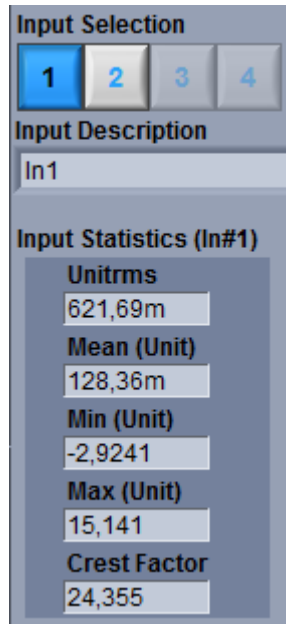 Input Selection
1 2 3 4
Input Description
In1
Input Statistics (In#1)
Unitrms
621,69m
Mean (Unit)
128,36m
Min (Unit)
-2,9241
Max (Unit)
15,141
Crest Factor
24,355